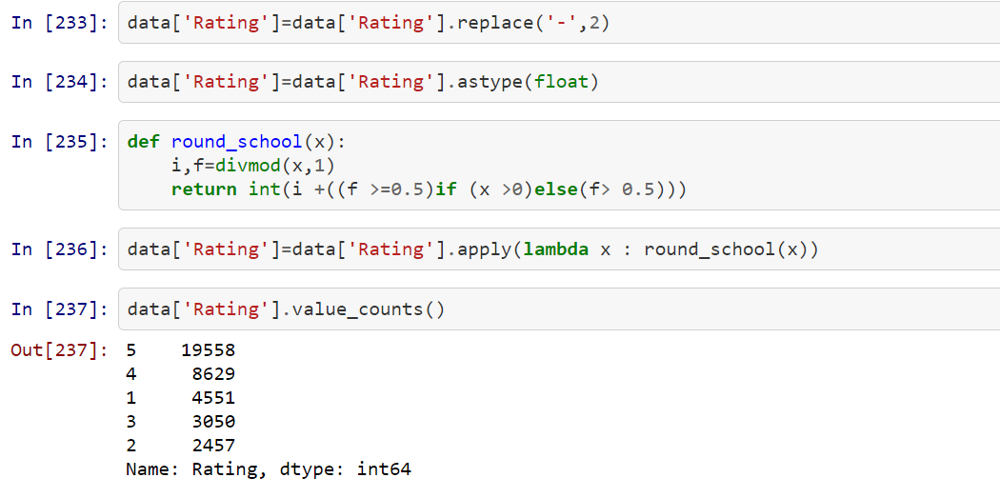 In [233]: data['Rating']=data['Rating'].replace('-',2)
In [234]: data['Rating']=data['Rating'].astype(float)
In [235]: def round_school(x):
    i,f=divmod(x,1)
    return int(i +((f >=0.5)if (x >0)else(f> 0.5)))
In [236]: data['Rating']=data['Rating'].apply(lambda x : round_school(x))
In [237]: data['Rating'].value_counts()
Out[237]: 5    19558
4     8629
1     4551
3     3050
2     2457
Name: Rating, dtype: int64